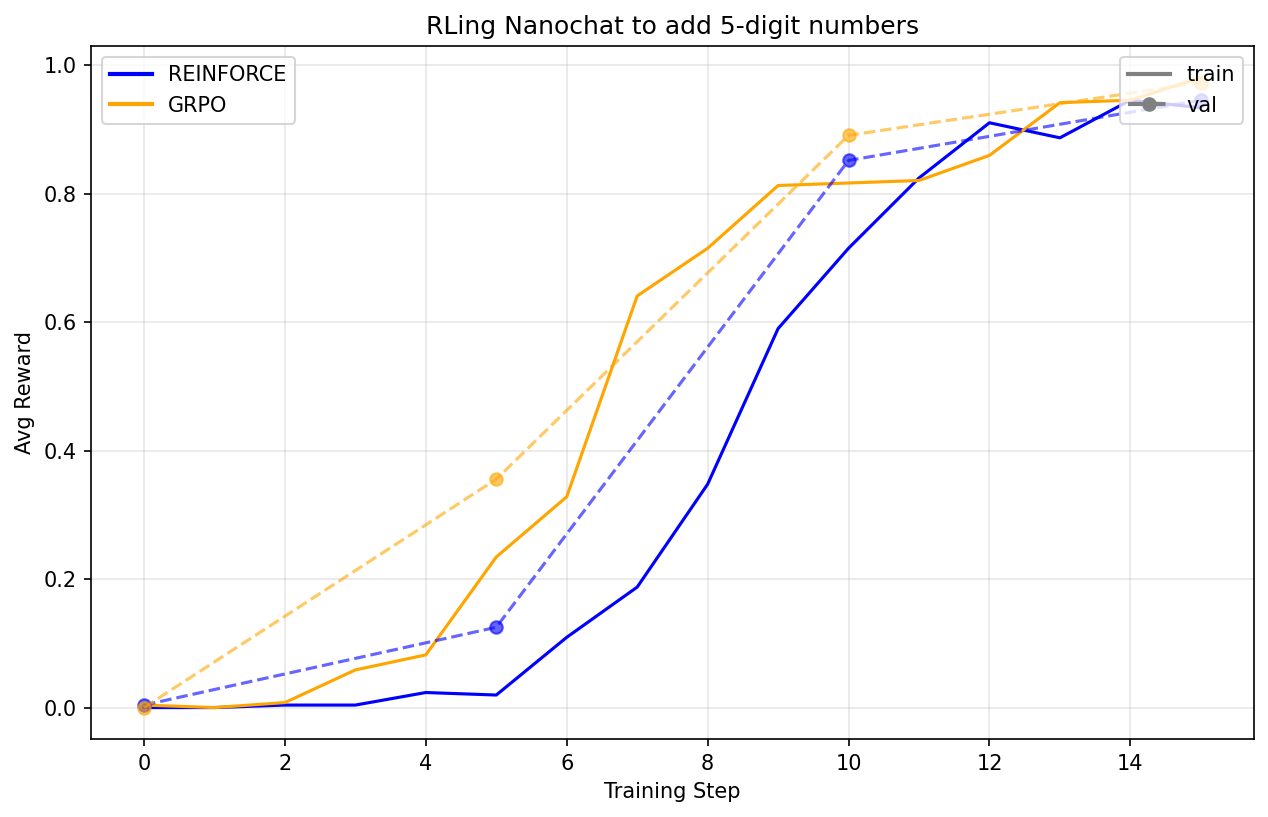 RLing Nanochat to add 5-digit numbers
REINFORCE
GRPO
train
val
1.0
0.8
0.6
0.4
0.2
0.0
Avg Reward
0 2 4 6 8 10 12 14
Training Step